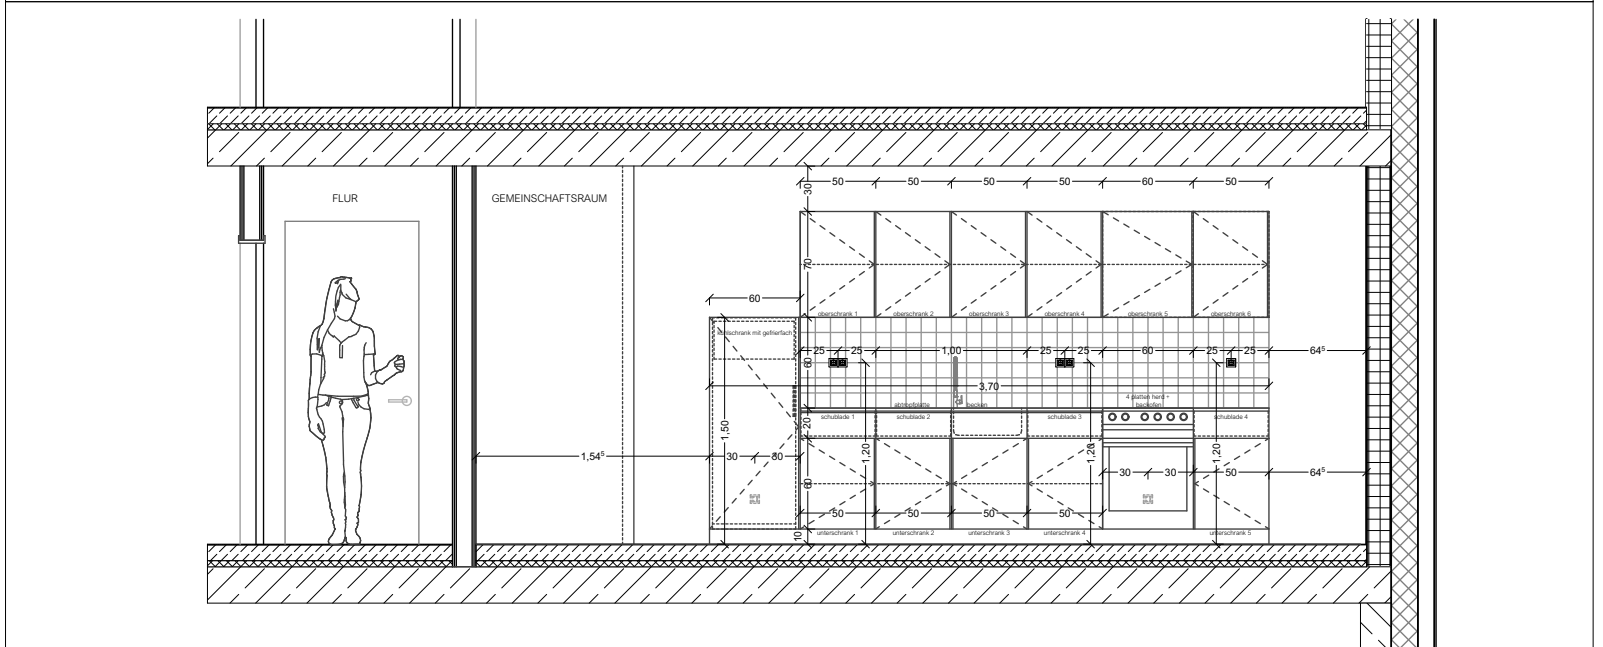 50 50 50 50 60 50
30
FLUR
GEMEINSCHAFTSRAUM
70
60
oberschrank 1 oberschrank 2 oberschrank 3 oberschrank 4 oberschrank 5 oberschrank 6
kühlschrank mit gefrierfach
25 25 1,00 25 25 60 25 25 64⁵
60
3,70
4 platten herd +
backofen
abtropfplatte becken
schublade 1 schublade 2 schublade 3 schublade 4
20
1,50
1,20 1,20 1,20
1,54⁵ 30 30
30 30 50 64⁵
60
50 50 50 50
10
unterschrank 1 unterschrank 2 unterschrank 3 unterschrank 4 unterschrank 5